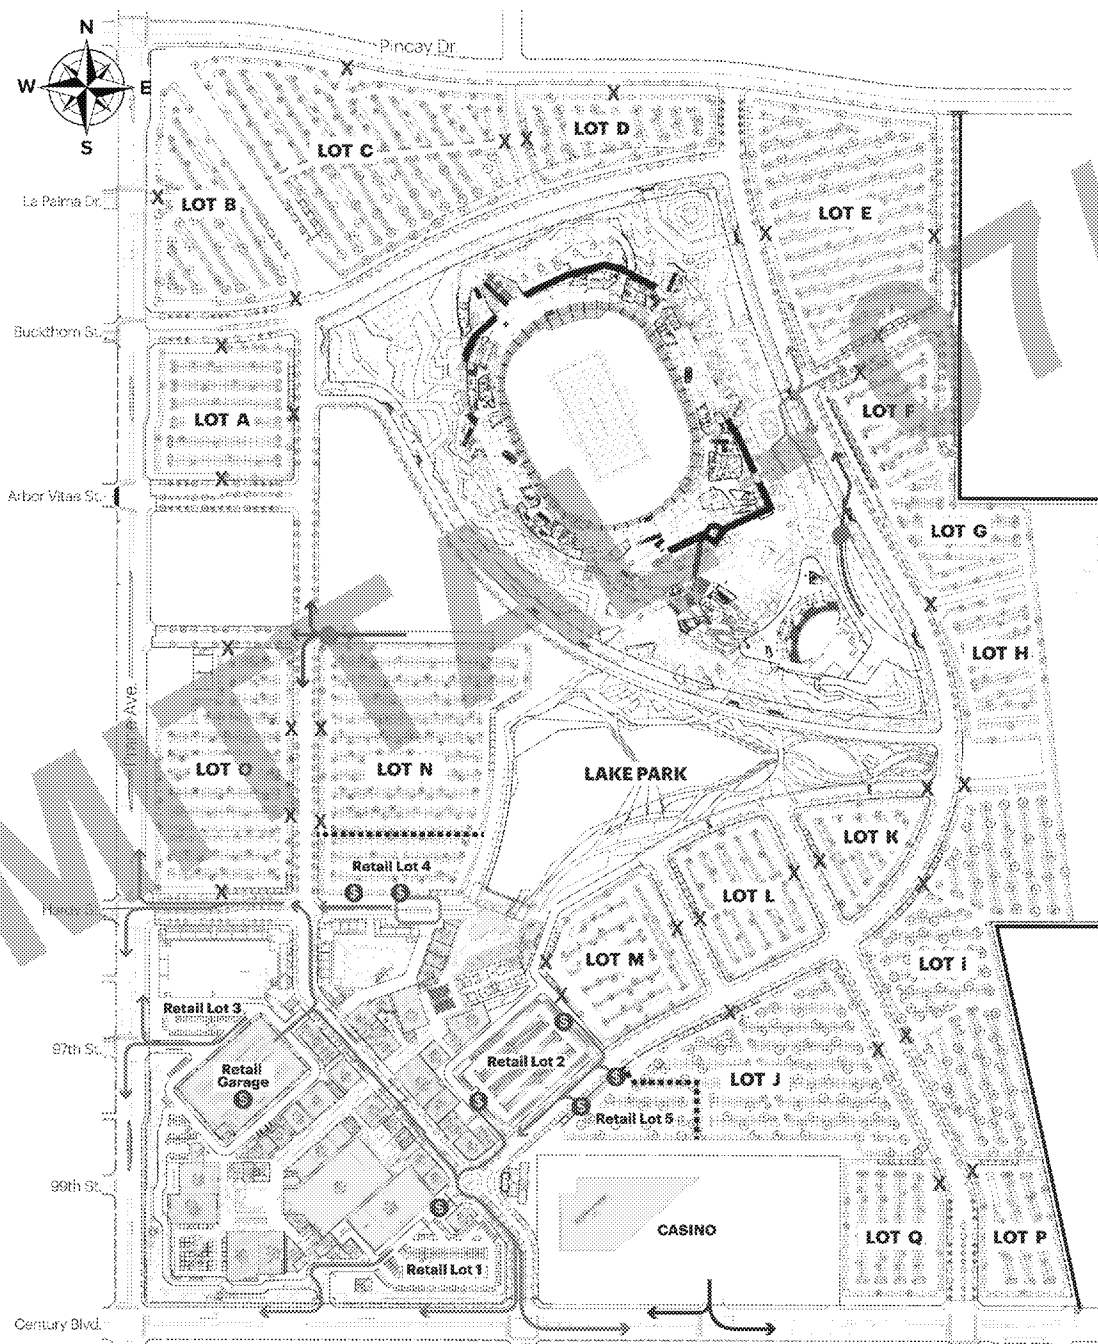 N
Pincay Dr.
W
E
S
LOT D
LOT C
La Palma Dr.
LOT B
LOT E
Buckthorn St.
LOT A
LOT F
Arbor Vitae St.
LOT G
LOT H
Ave.
LOT O
LOT N
LAKE PARK
LOT K
Retail Lot 4
S
S
LOT L
LOT M
LOT I
Retail Lot 3
S
97th St.
Retail Lot 2
Retail
Garage
S
S
LOT J
S
S
Retail Lot 5
99th St.
S
CASINO
LOT Q
LOT P
Retail Lot 1
Century Blvd.